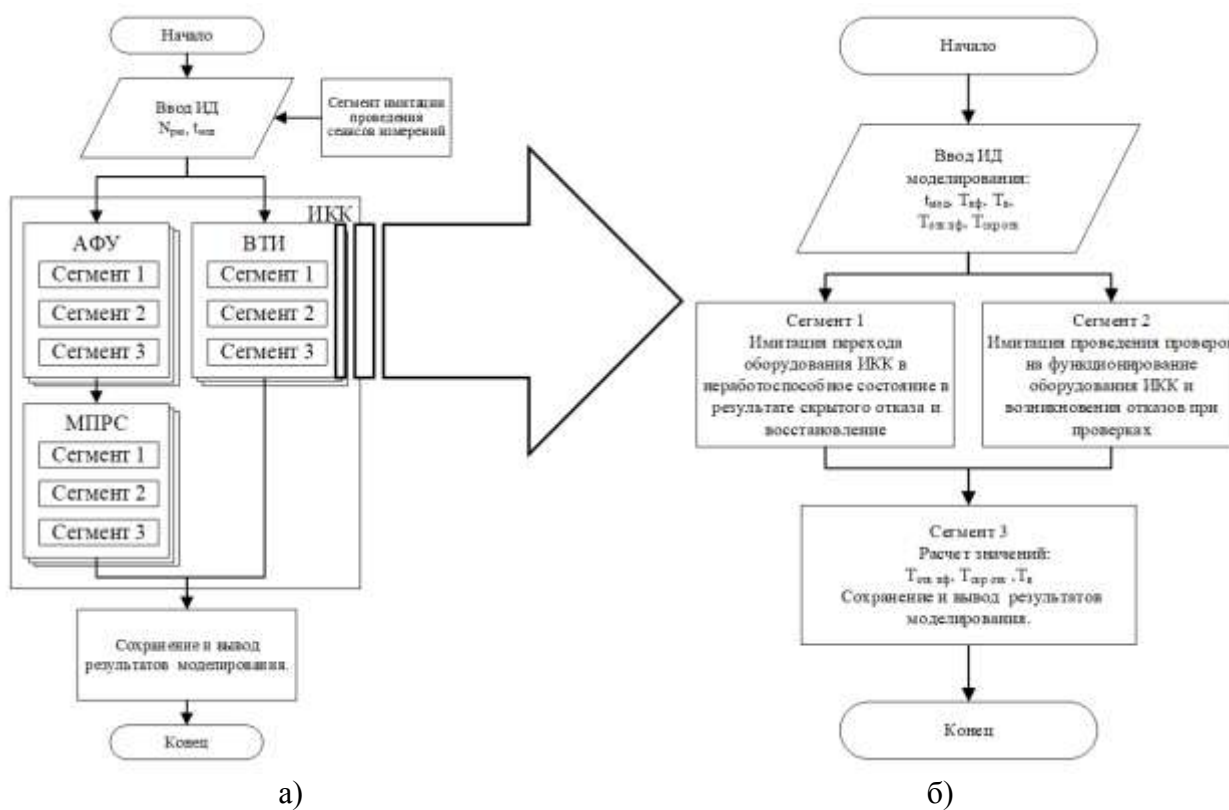 Начало
Ввод ИД
Сегмент имитации
проведения
сеансов измерений
ИКК
АФУ
Сегмент 1
Сегмент 2
Сегмент 3
ВТИ
Сегмент 1
Сегмент 2
Сегмент 3
МПРС
Сегмент 1
Сегмент 2
Сегмент 3
Сохранение и вывод
результатов моделирования.
Конец
а)
Начало
Ввод ИД
моделирования:
Сегмент 1
Имитация перехода
оборудования ИКК в
неработоспособное состояние в
результате скрытого отказа и
восстановление
Сегмент 2
Имитация проведения проверок
на функционирование
оборудования ИКК и
возникновения отказов при
проверках
Сегмент 3
Расчет значений:
Сохранение и вывод результатов
моделирования.
Конец
б)